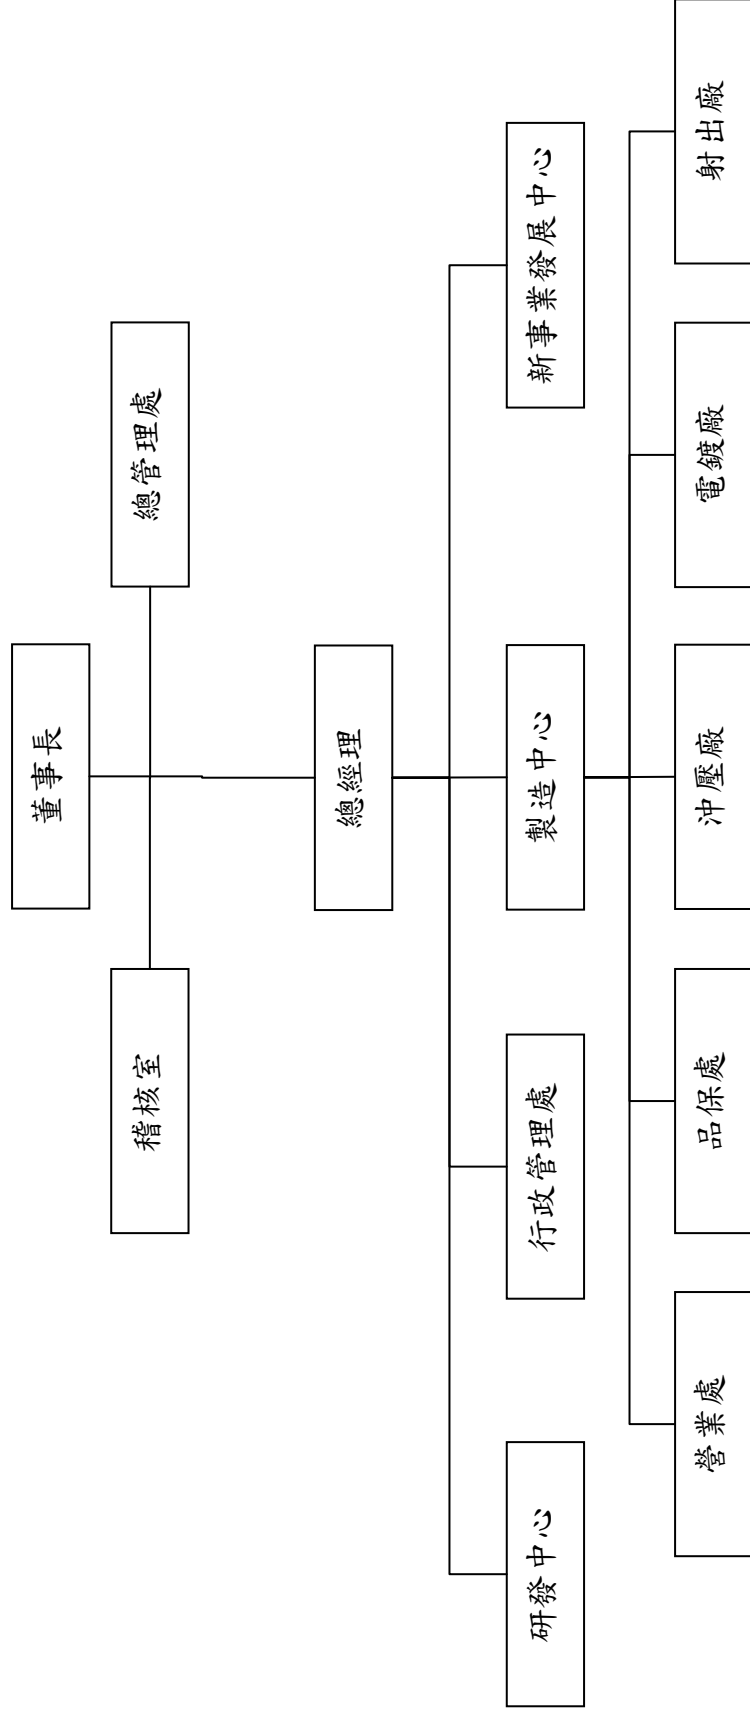 董事長
稽核室
總管理處
總經理
研發中心
行政管理處
製造中心
新事業發展中心
營業處
品保處
沖壓廠
電鍍廠
射出廠